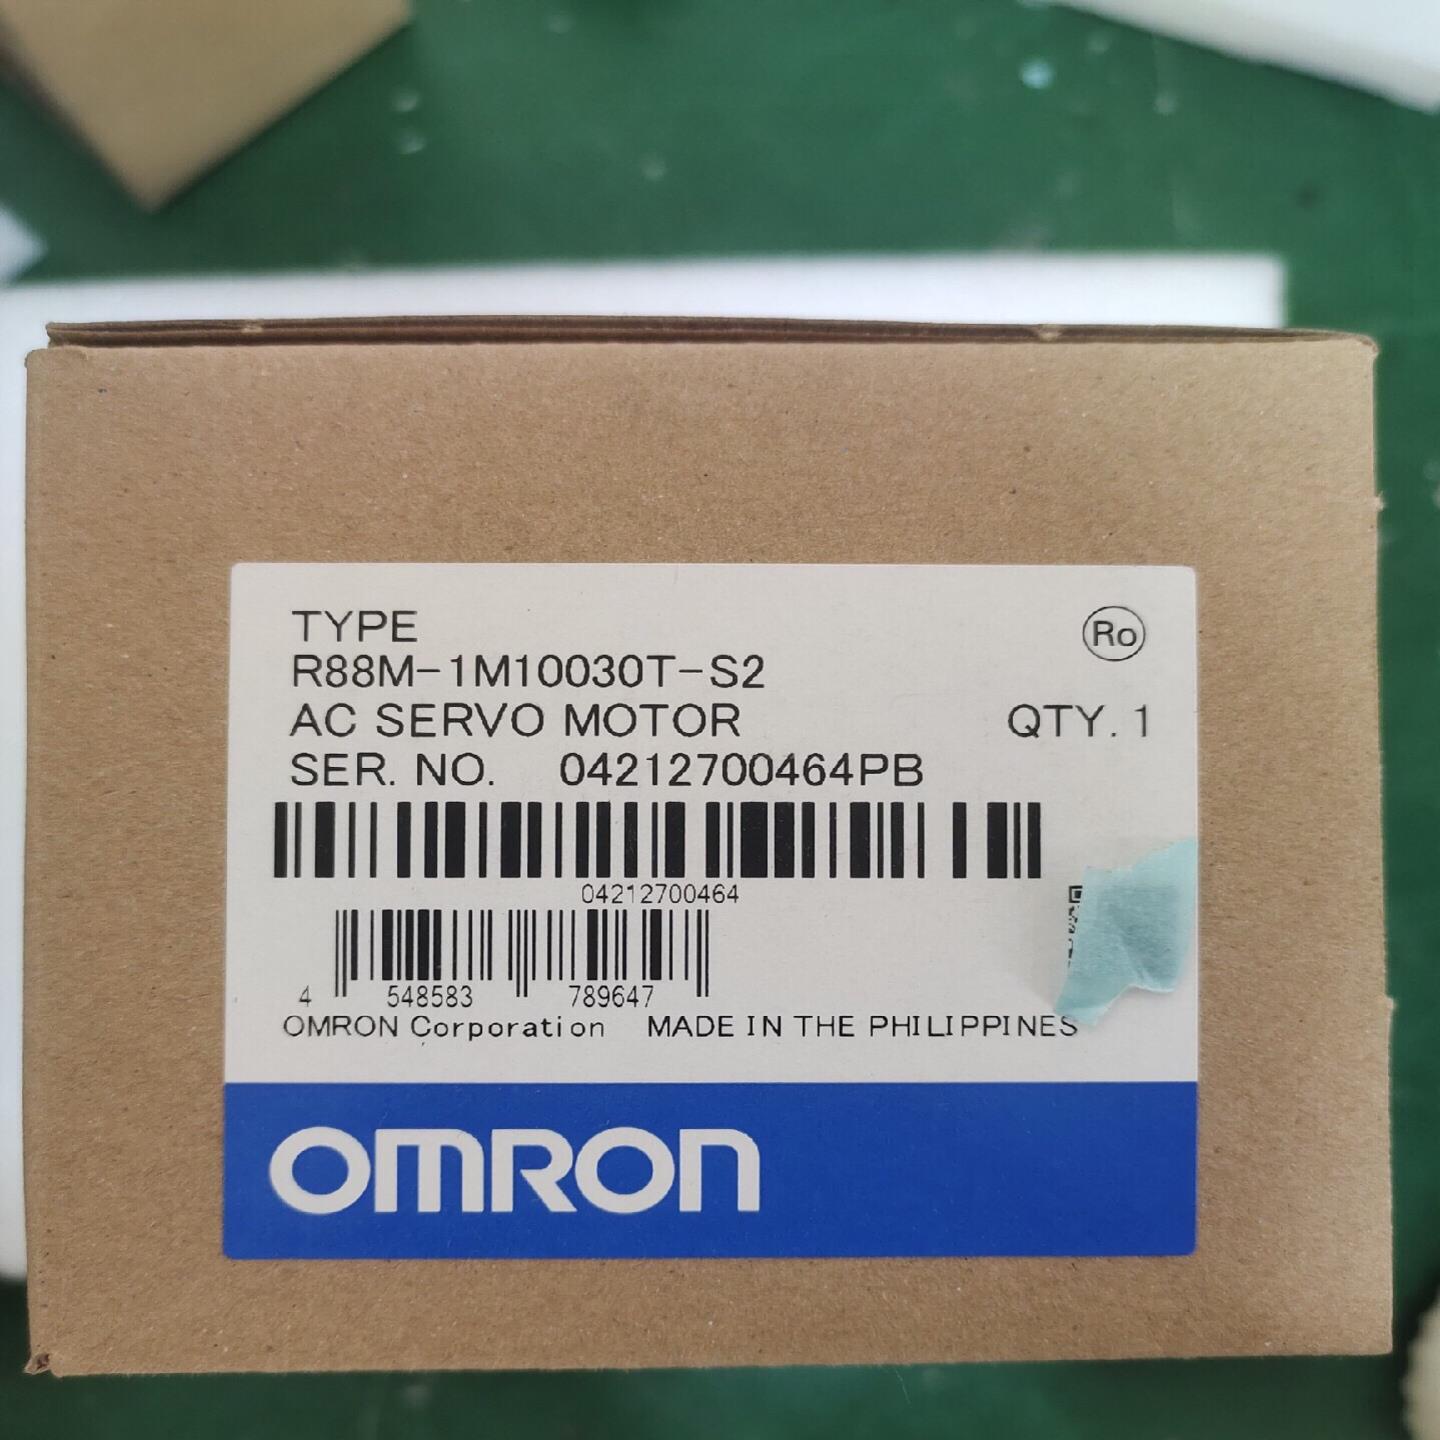 TYPE
Ro
R88M-1M10030T-S2
AC SERVO MOTOR QTY. 1
SER. NO. 04212700464PB
04212700464
4 548583 789647
OMRON Corporation MADE IN THE PHILIPPINES
OMRON